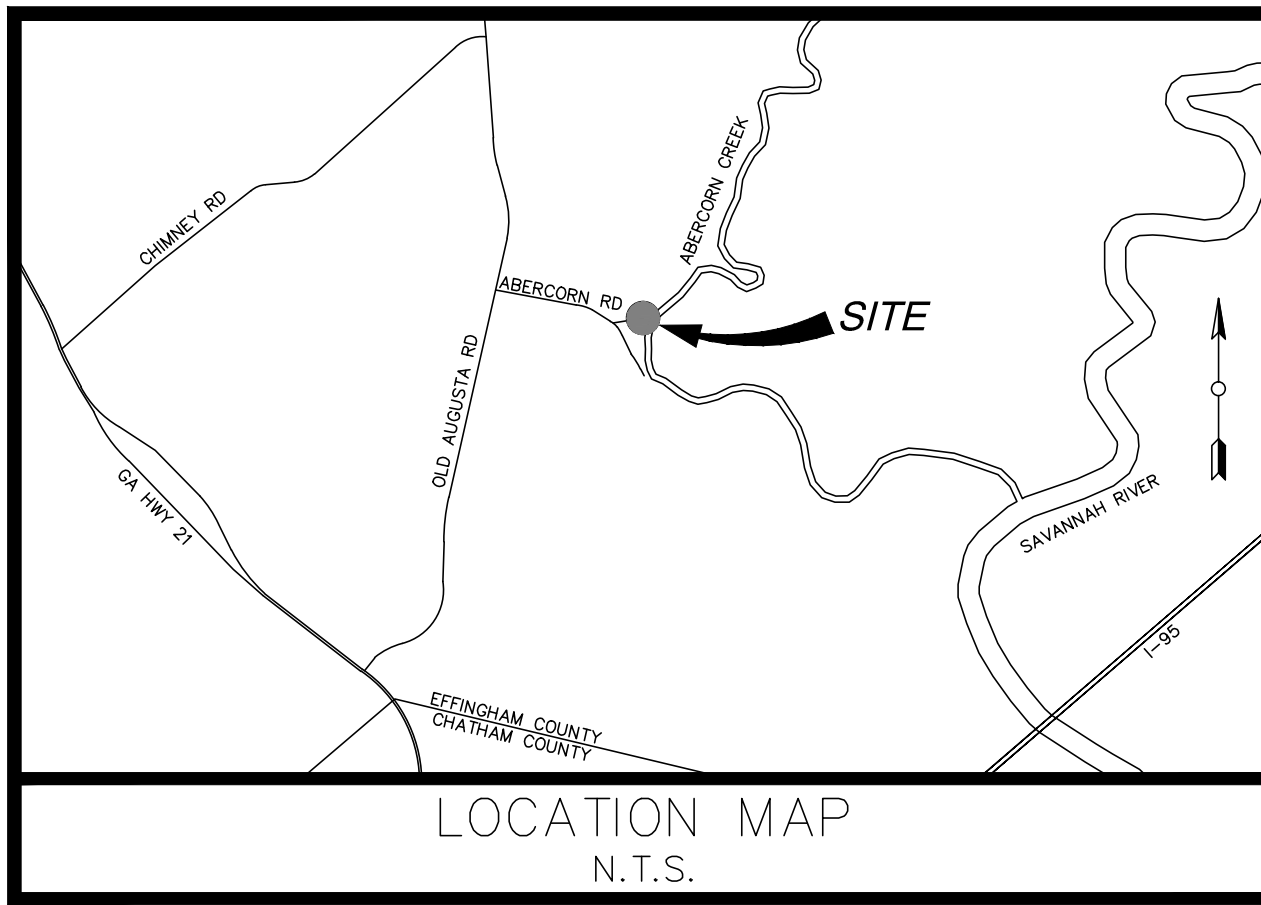 CHIMNEY RD
ABERCORN CREEK
ABERCORN RD
SITE
OLD AUGUSTA RD
GA HWY 21
SAVANNAH RIVER
I-95
EFFINGHAM COUNTY
CHATHAM COUNTY
LOCATION MAP
N.T.S.